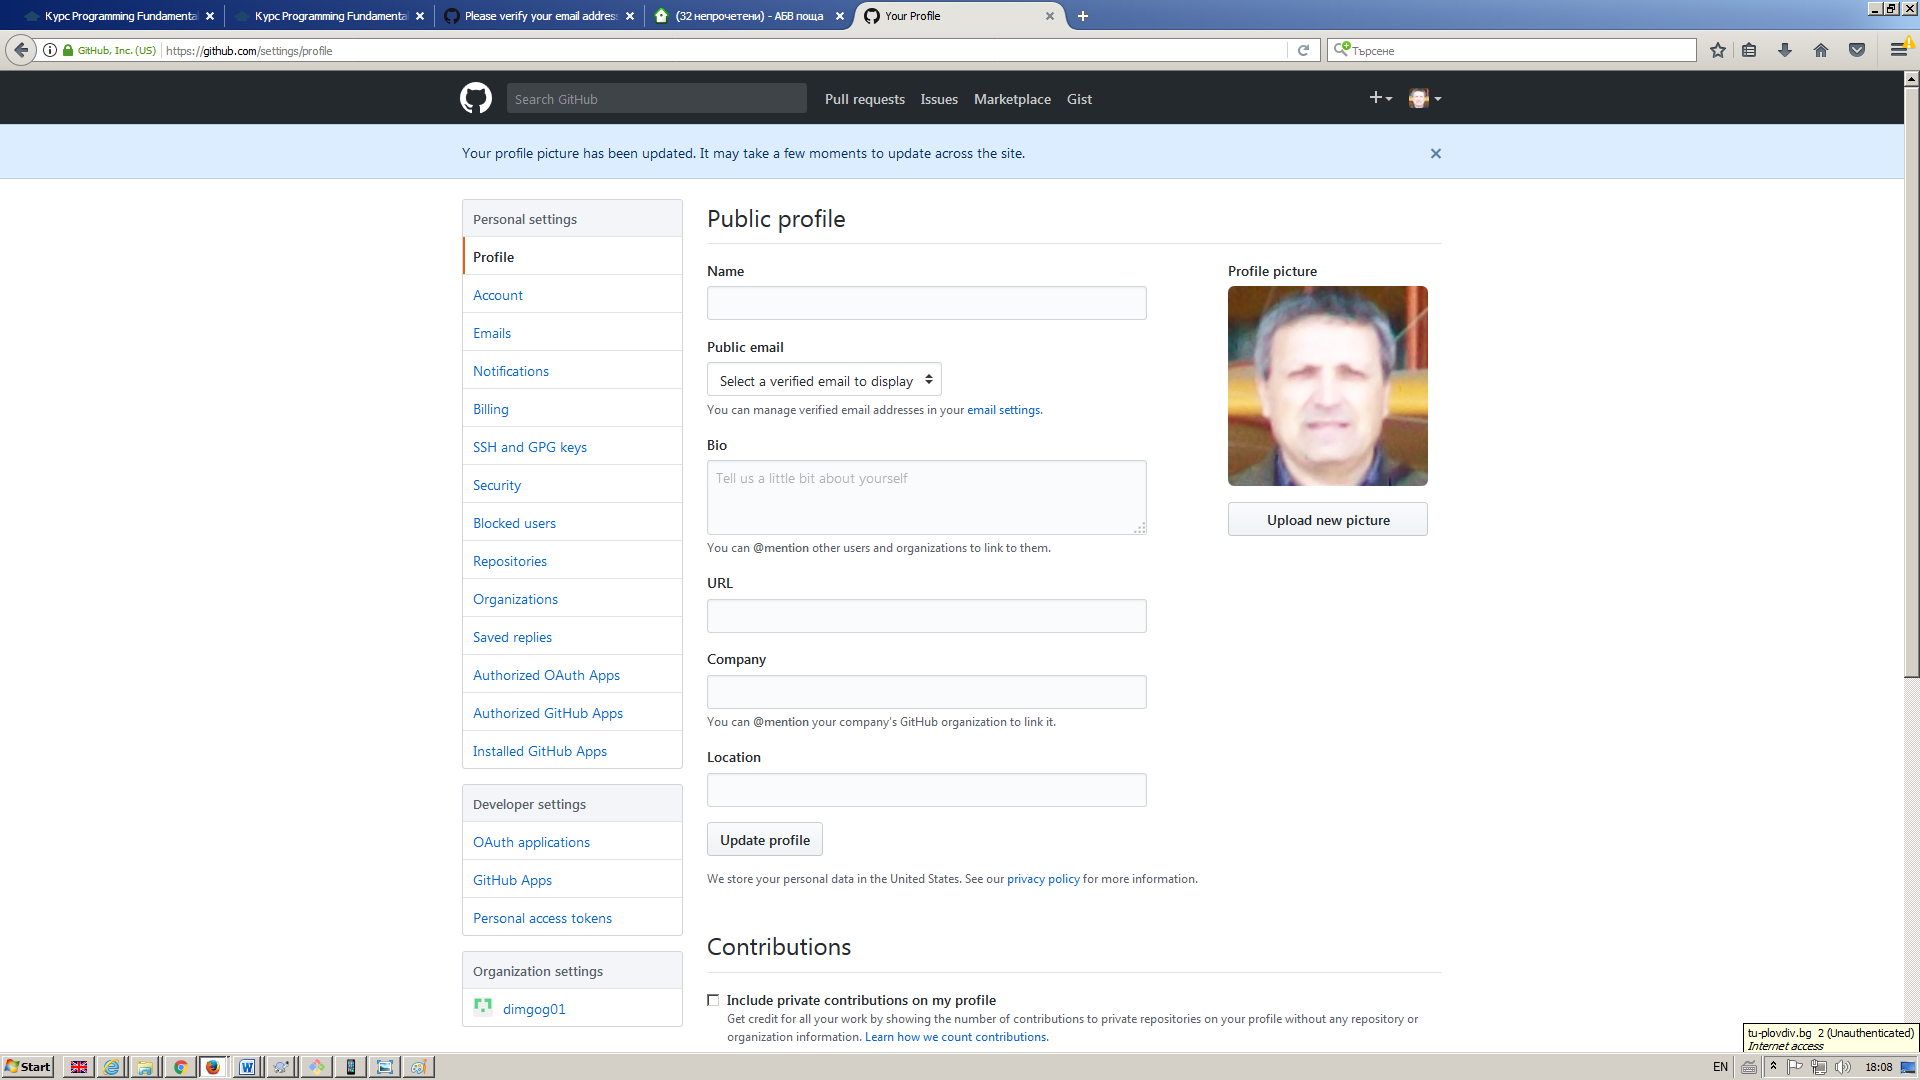 Курс Programming Fundamental
Курс Programming Fundamental
Please verify your email address
(32 непрочетени) - АБВ поща
Your Profile
GitHub, Inc. (US)
https://github.com/settings/profile
Търсене
Search GitHub
Pull requests
Issues
Marketplace
Gist
Your profile picture has been updated. It may take a few moments to update across the site.
Personal settings
Profile
Account
Emails
Notifications
Billing
SSH and GPG keys
Security
Blocked users
Repositories
Organizations
Saved replies
Authorized OAuth Apps
Authorized GitHub Apps
Installed GitHub Apps
Developer settings
OAuth applications
GitHub Apps
Personal access tokens
Organization settings
dimgog01
Public profile
Name
Public email
Select a verified email to display
You can manage verified email addresses in your email settings.
Bio
Tell us a little bit about yourself
You can @mention other users and organizations to link to them.
URL
Company
You can @mention your company's GitHub organization to link it.
Location
Update profile
We store your personal data in the United States. See our privacy policy for more information.
Profile picture
Upload new picture
Contributions
Include private contributions on my profile
Get credit for all your work by showing the number of contributions to private repositories on your profile without any repository or
organization information. Learn how we count contributions.
tu-plovdiv.bg 2 (Unauthenticated)
Internet access
Start
EN
18:08